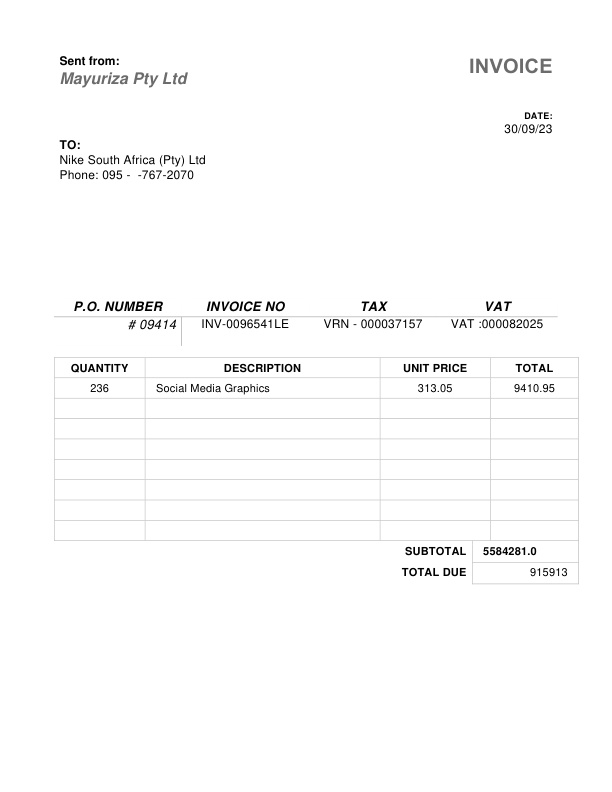 Sent from:
Mayuriza Pty Ltd
INVOICE
DATE:
30/09/23
TO:
Nike South Africa (Pty) Ltd
Phone: 095 -  -767-2070
P.O. NUMBER INVOICE NO TAX VAT
# 09414 INV-0096541LE VRN - 000037157 VAT :000082025
QUANTITY DESCRIPTION UNIT PRICE TOTAL
236 Social Media Graphics 313.05 9410.95
SUBTOTAL 5584281.0
TOTAL DUE 915913